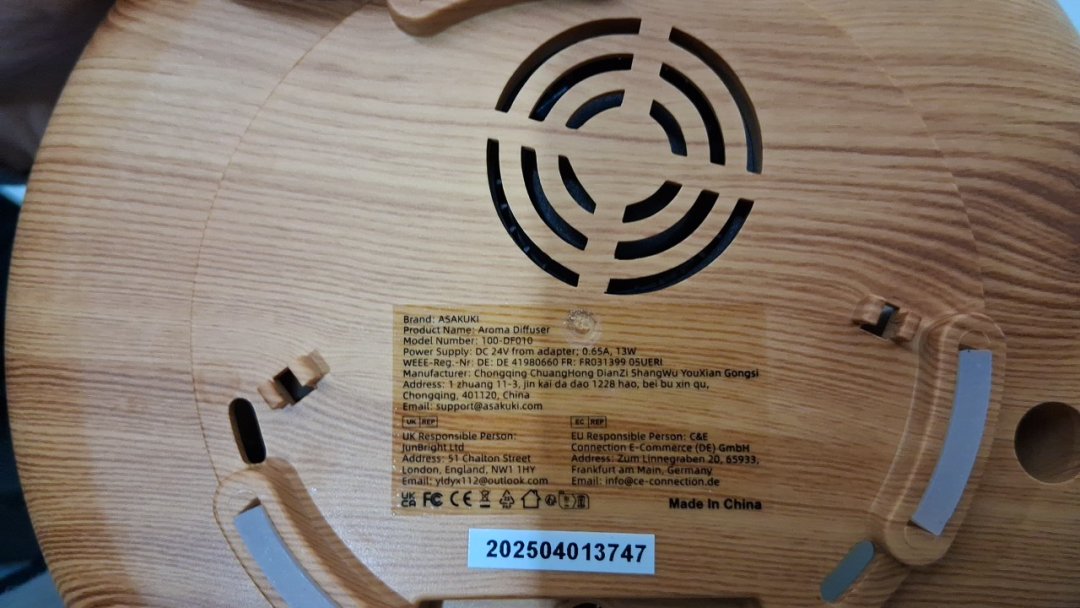 Brand: ASAKUKI
Product Name: Aroma Diffuser
Model Number: 100-DF010
Power Supply: DC 24V from adapter; 0.65A, 13W
WEEE-Reg.-Nr: DE: DE 41980660 FR: FR031399 05UERI
Manufacturer: Chongqing ChuangHong DianZi ShangWu YouXian Gongsi
Address: 1 zhuang 11-3, jin kai da dao 1228 hao, bei bu xin qu,
Chongqing, 401120, China
Email: support@asakuki.com
UK REP
UK Responsible Person:
JunBright Ltd
Address: 51 Chalton Street
London, England, NW1 1HY
Email: yldyx112@outlook.com
EC REP
EU Responsible Person: C&E
Connection E-Commerce (DE) GmbH
Address: Zum Linnegraben 20, 65933,
Frankfurt am Main, Germany
Email: info@ce-connection.de
UK CA FC CE
Made In China
202504013747